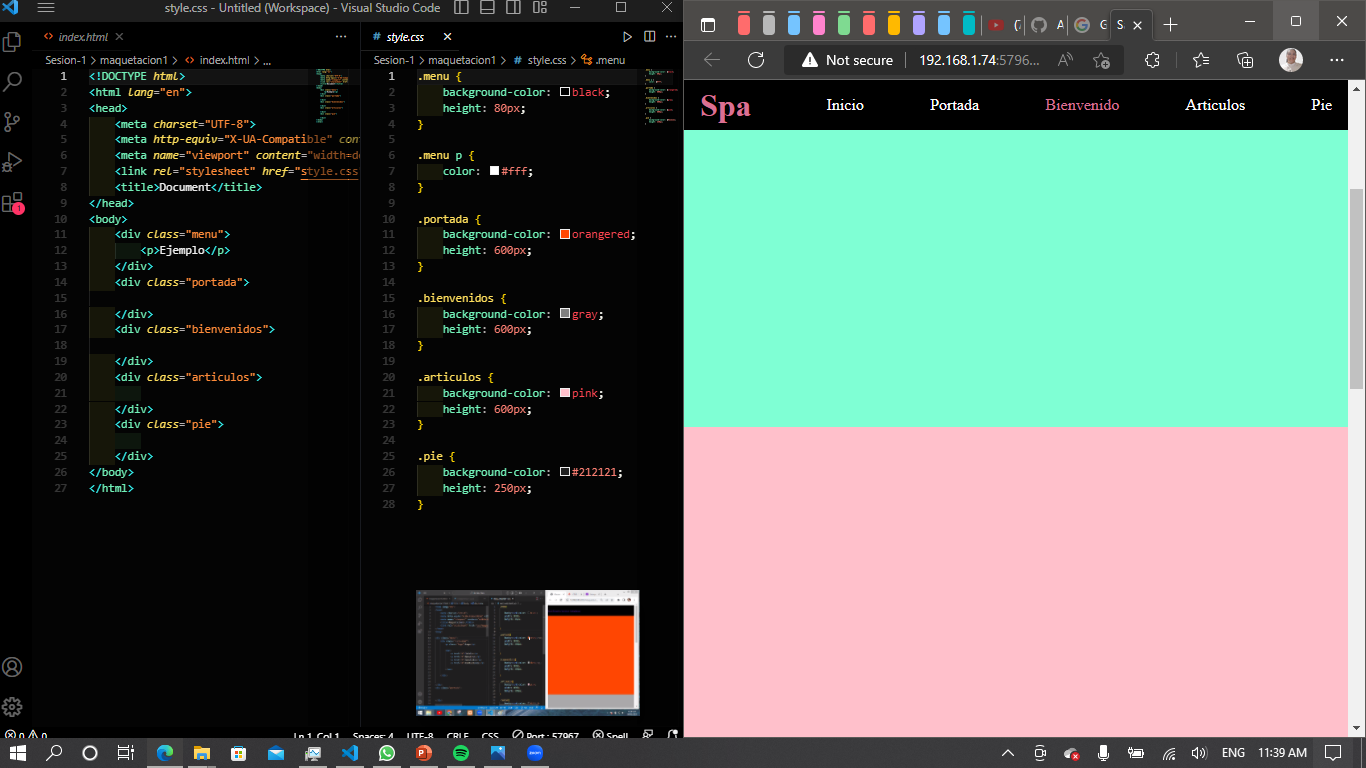 style.css - Untitled (Workspace) - Visual Studio Code
index.html
Sesion-1 > maquetacion1 > index.html > ...
1 <!DOCTYPE html>
2 <html lang="en">
3 <head>
4 <meta charset="UTF-8">
5 <meta http-equiv="X-UA-Compatible"
6 <meta name="viewport"
7 <link rel="stylesheet" href="style.css
8 <title>Document</title>
9 </head>
10 <body>
11 <div class="menu">
12 <p>Ejemplo</p>
13 </div>
14 <div class="portada">
15
16 </div>
17 <div class="bienvenidos">
18
19 </div>
20 <div class="articulos">
21
22 </div>
23 <div class="pie">
24
25 </div>
26 </body>
27 </html>
1
# style.css
Sesion-1 > maquetacion1 > # style.css > .menu
1 .menu {
2 background-color: black;
3 height: 80px;
4 }
5
6 .menu p {
7 color: #fff;
8 }
9
10 .portada {
11 background-color: orangered;
12 height: 600px;
13 }
14
15 .bienvenidos {
16 background-color: gray;
17 height: 600px;
18 }
19
20 .articulos {
21 background-color: pink;
22 height: 600px;
23 }
24
25 .pie {
26 background-color: #212121;
27 height: 250px;
28 }
0 0
Ln 1, Col 1 Spaces: 4 UTF-8 CRLF CSS Port : 57967 Spell
Not secure 192.168.1.74:5796...
Spa Inicio Portada Bienvenido Articulos Pie
ENG 11:39 AM